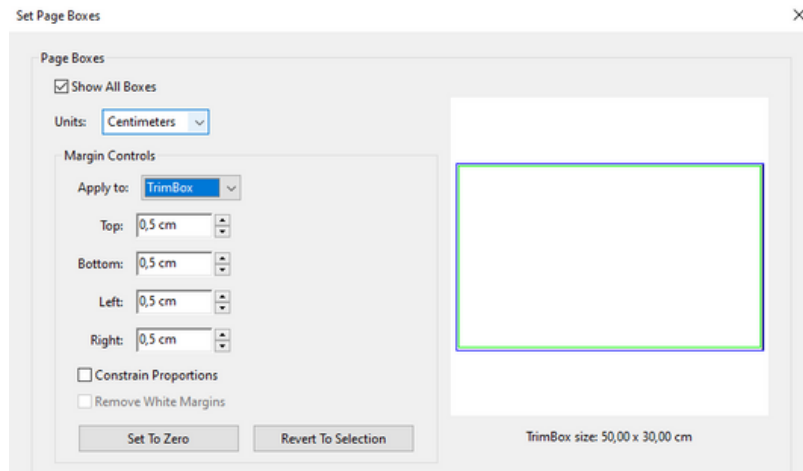 Set Page Boxes
Page Boxes
Show All Boxes
Units: Centimeters
Margin Controls
Apply to: TrimBox
Top: 0,5 cm
Bottom: 0,5 cm
Left: 0,5 cm
Right: 0,5 cm
Constrain Proportions
Remove White Margins
Set To Zero Revert To Selection
TrimBox size: 50,00 x 30,00 cm